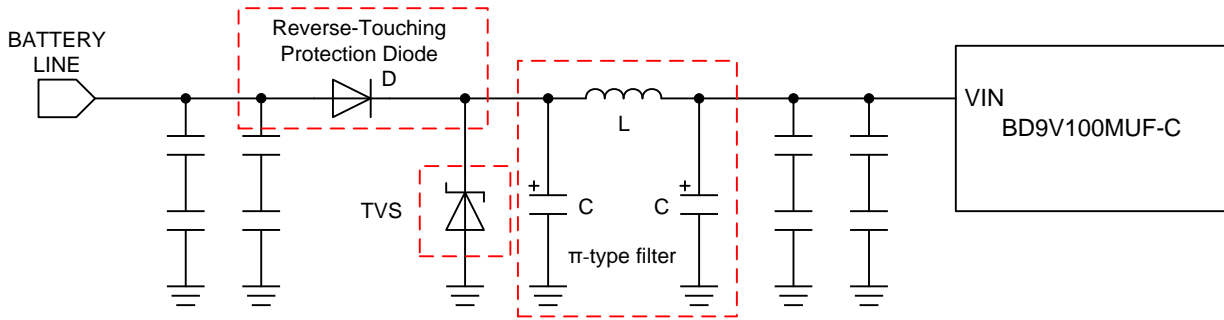 BATTERY
LINE
Reverse-Touching
Protection Diode
D
L
VIN
BD9V100MUF-C
TVS
+
C
+
C
π-type filter